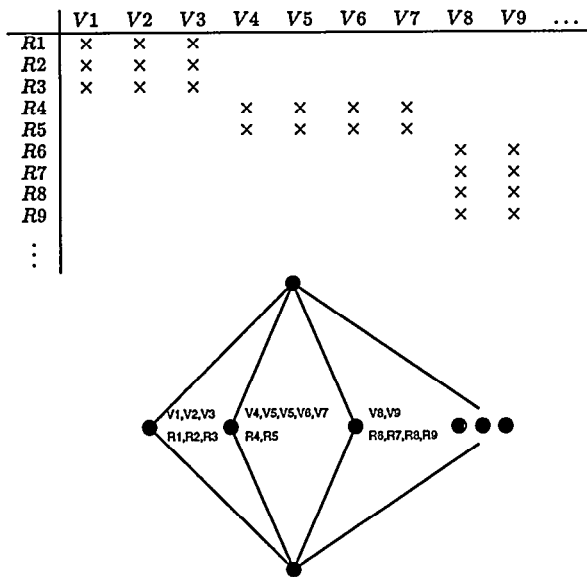 V1 V2 V3 V4 V5 V6 V7 V8 V9 ...
R1 × × ×
R2 × × ×
R3 × × ×
R4 × × × ×
R5 × × × ×
R6 × ×
R7 × ×
R8 × ×
R9 × ×
⋮
V1,V2,V3 V4,V5,V5,V6,V7 V8,V9
R1,R2,R3 R4,R5 R6,R7,R8,R9